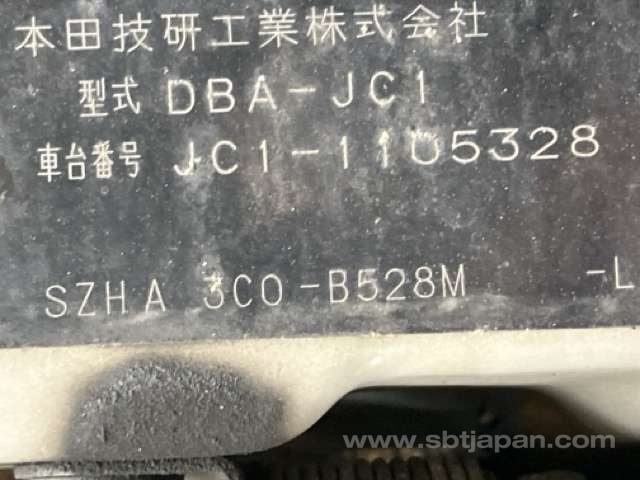 本田技研工業株式会社
型式 DBA-JC1
車台番号 JC1-1105328
SZHA 3C0-B528M -L
www.sbtjapan.com